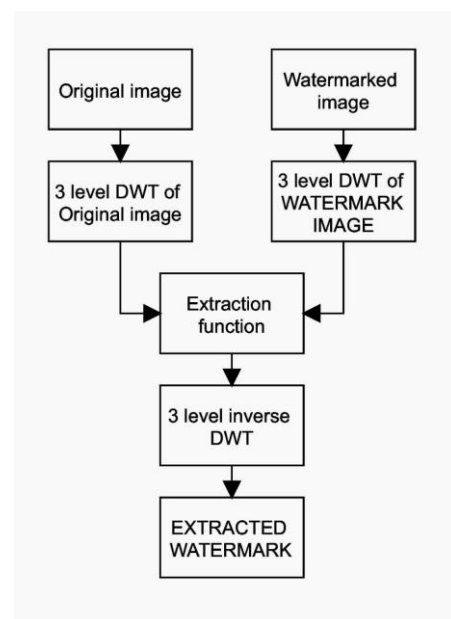 Original image
Watermarked
image
3 level DWT of
Original image
3 level DWT of
WATERMARK
IMAGE
Extraction
function
3 level inverse
DWT
EXTRACTED
WATERMARK